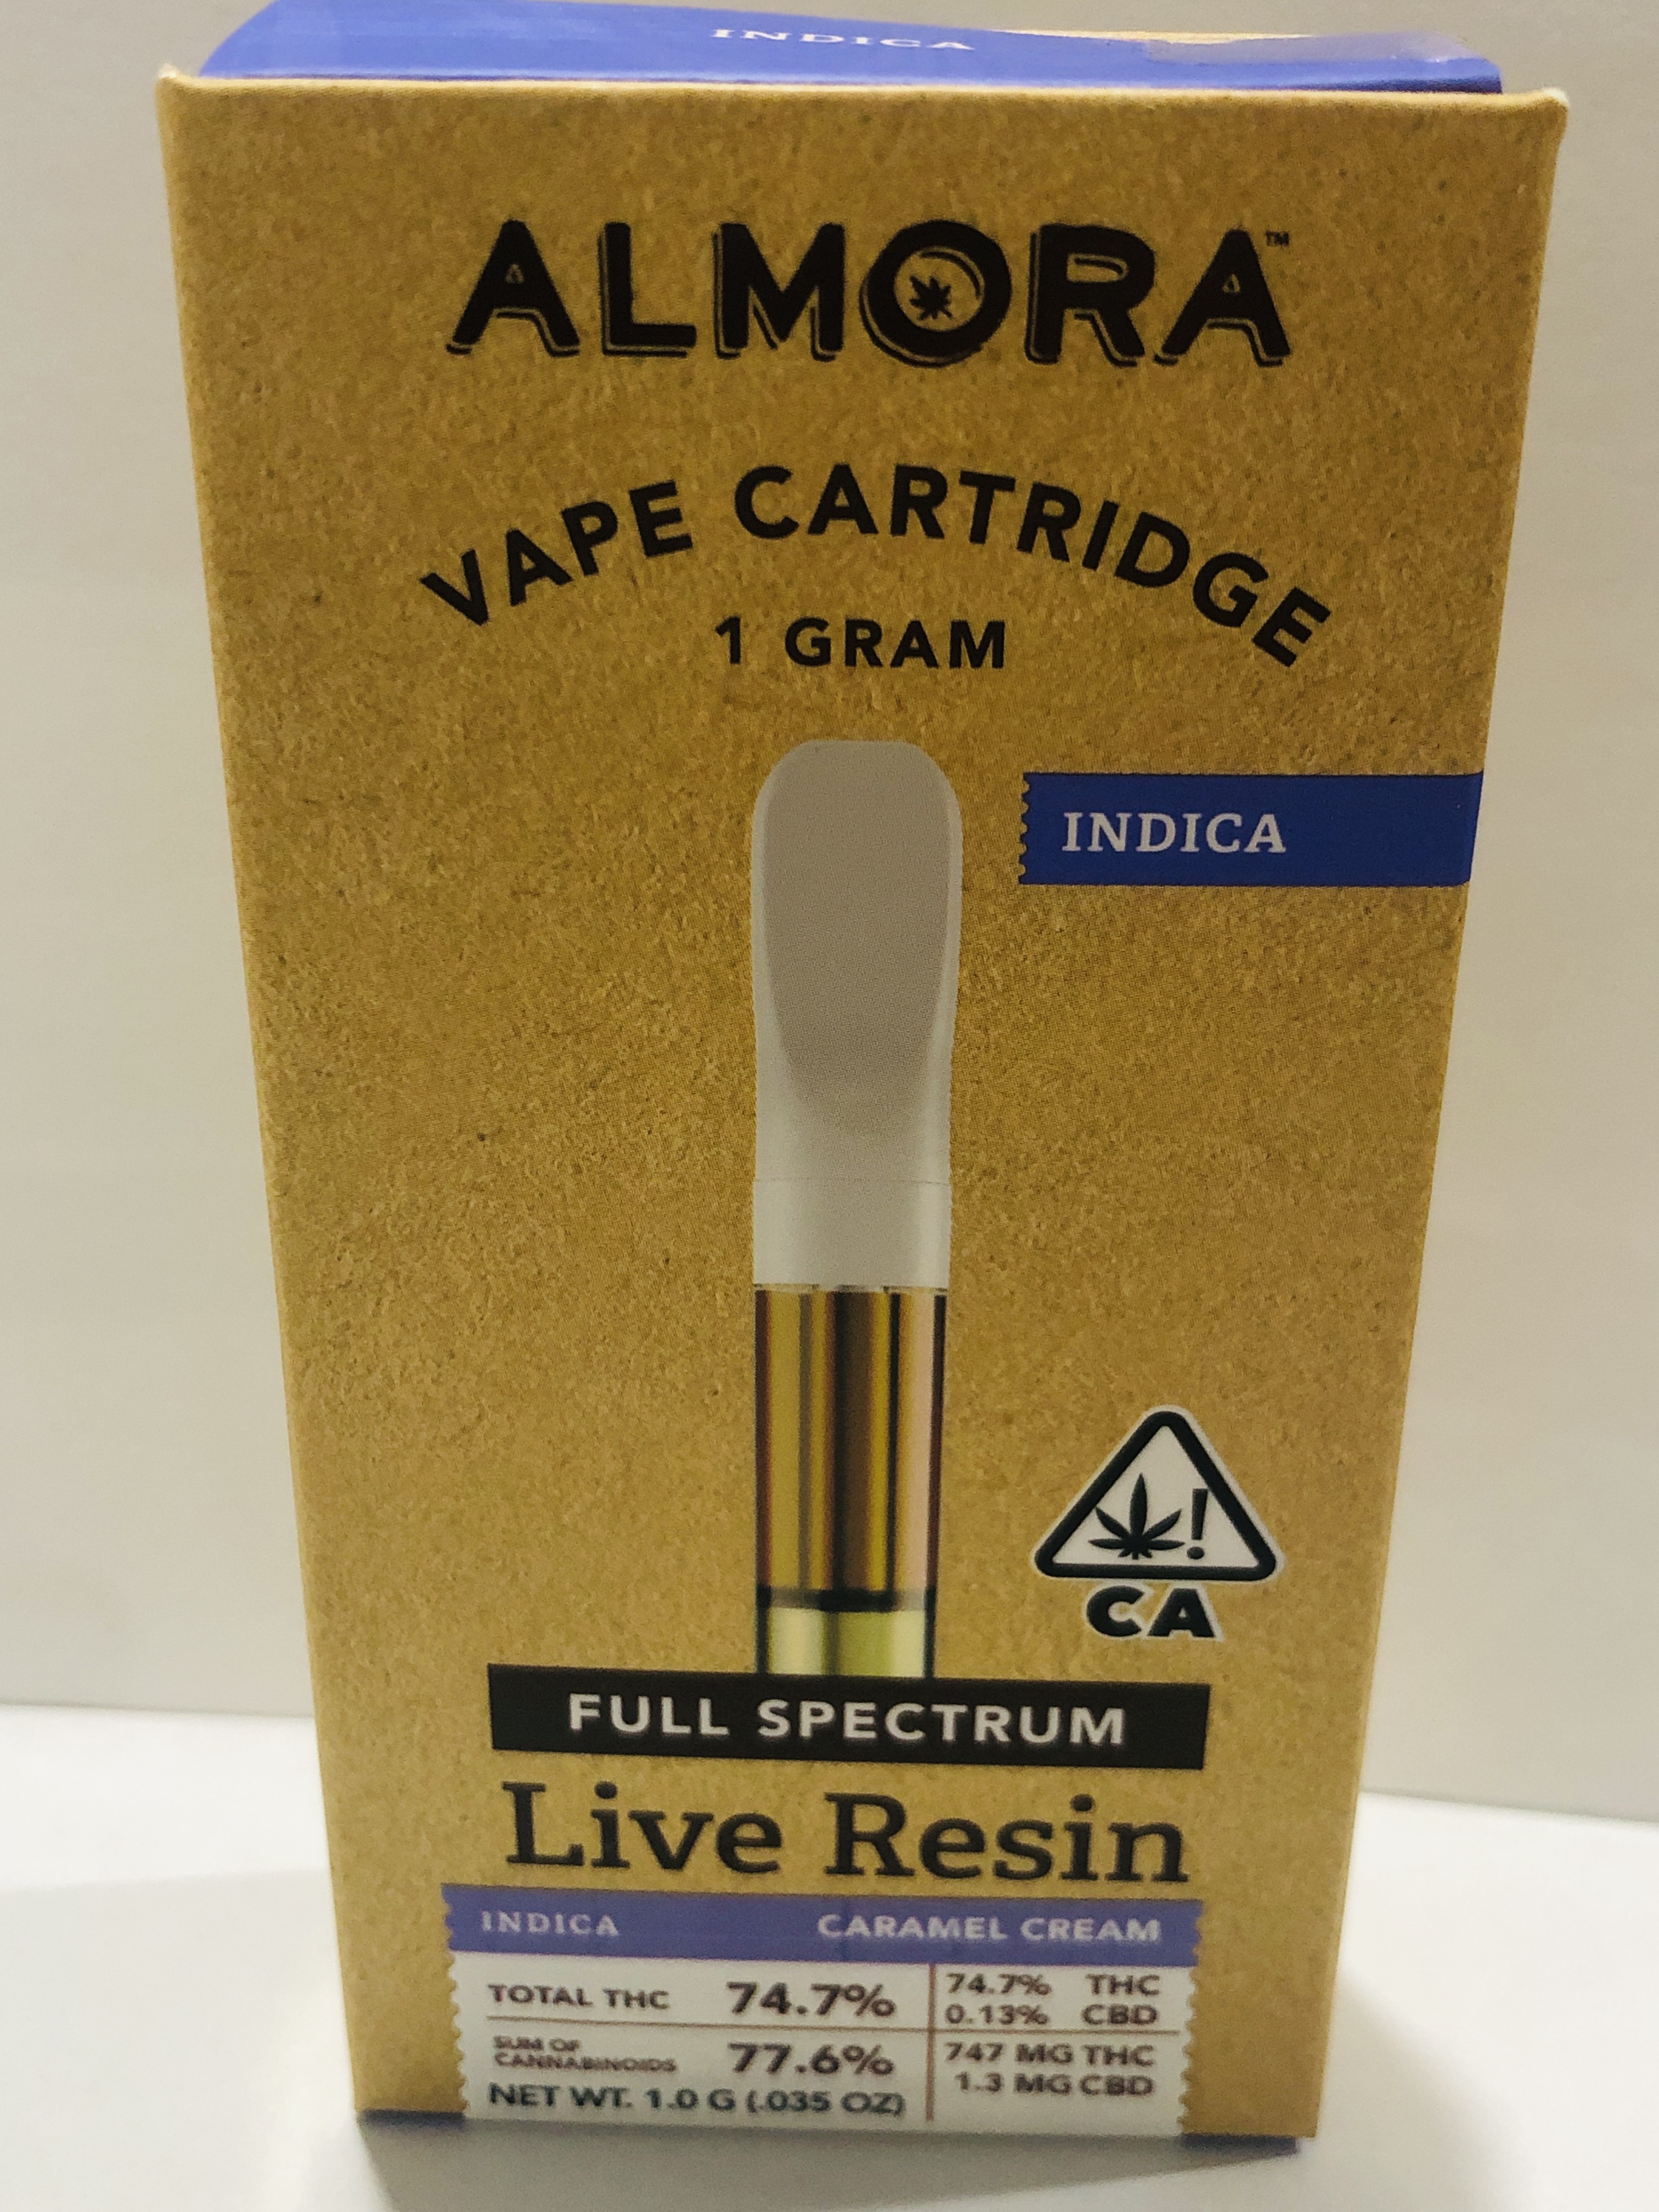 INDICA
ALMORA™
VAPE CARTRIDGE
1 GRAM
INDICA
CA
FULL SPECTRUM
Live Resin
INDICA CARAMEL CREAM
TOTAL THC 74.7%
74.7% THC
0.13% CBD
SUM OF
CANNABINOIDS 77.6%
747 MG THC
1.3 MG CBD
NET WT. 1.0 G (.035 OZ)